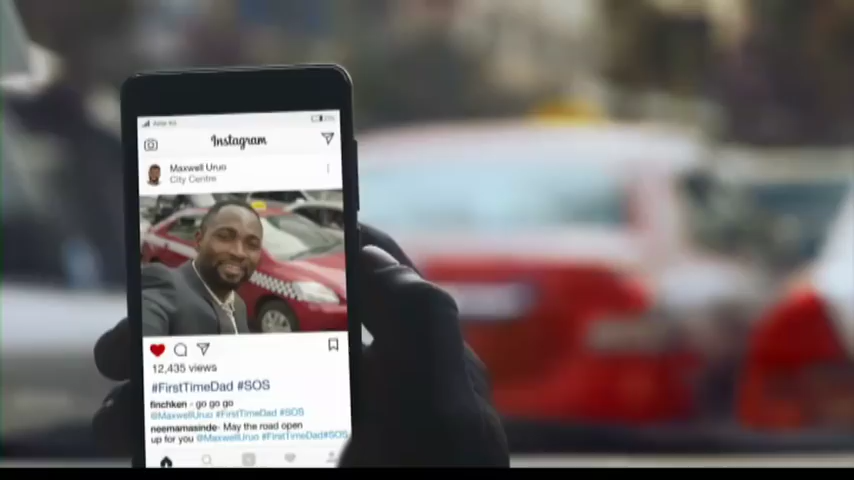 Instagram
Maxwell Uruo
City Centre
12,435 views
#FirstTimeDad #SOS
finchken - go go go
@MaxwellUruo #FirstTimeDad #SOS
neemamasinde- May the road open
up for you @MaxwellUruo #FirstTimeDad#SOS